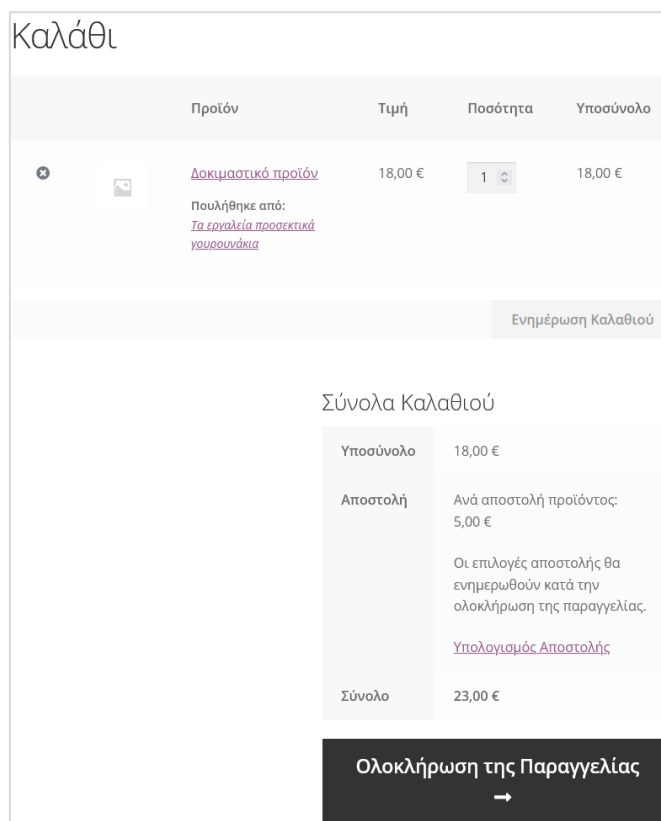 Καλάθι
Προϊόν Τιμή Ποσότητα Υποσύνολο
Δοκιμαστικό προϊόν 18,00 € 1 18,00 €
Πουλήθηκε από:
Τα εργαλεία προσεκτικά
γουρουνάκια
Ενημέρωση Καλαθιού
Σύνολα Καλαθιού
Υποσύνολο 18,00 €
Αποστολή Ανά αποστολή προϊόντος:
5,00 €
Οι επιλογές αποστολής θα
ενημερωθούν κατά την
ολοκλήρωση της παραγγελίας.
Υπολογισμός Αποστολής
Σύνολο 23,00 €
Ολοκλήρωση της Παραγγελίας
→